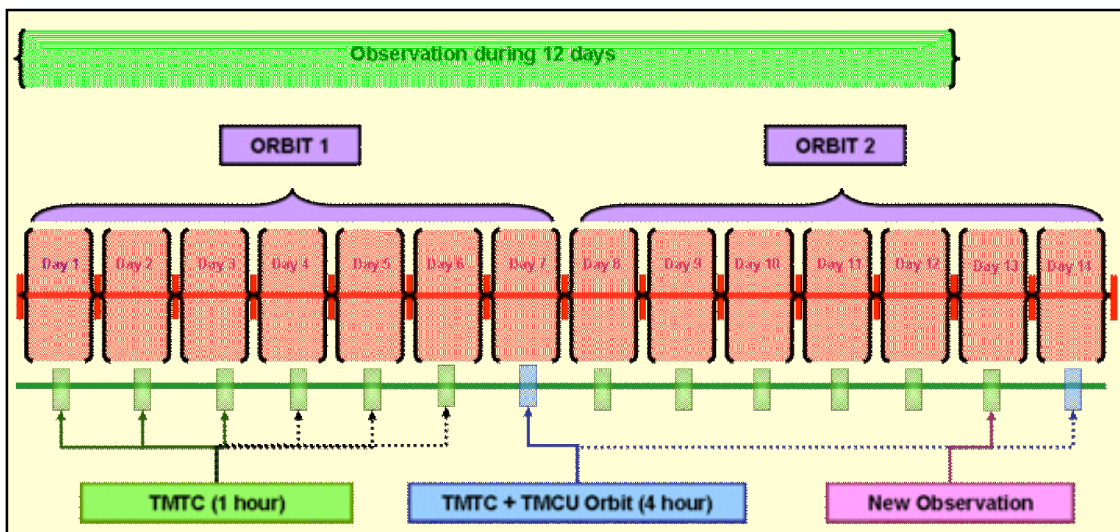 Observation during 12 days
ORBIT 1
ORBIT 2
Day 1
Day 2
Day 3
Day 4
Day 5
Day 6
Day 7
Day 8
Day 9
Day 10
Day 11
Day 12
Day 13
Day 14
TMTC (1 hour)
TMTC + TMCU Orbit (4 hour)
New Observation